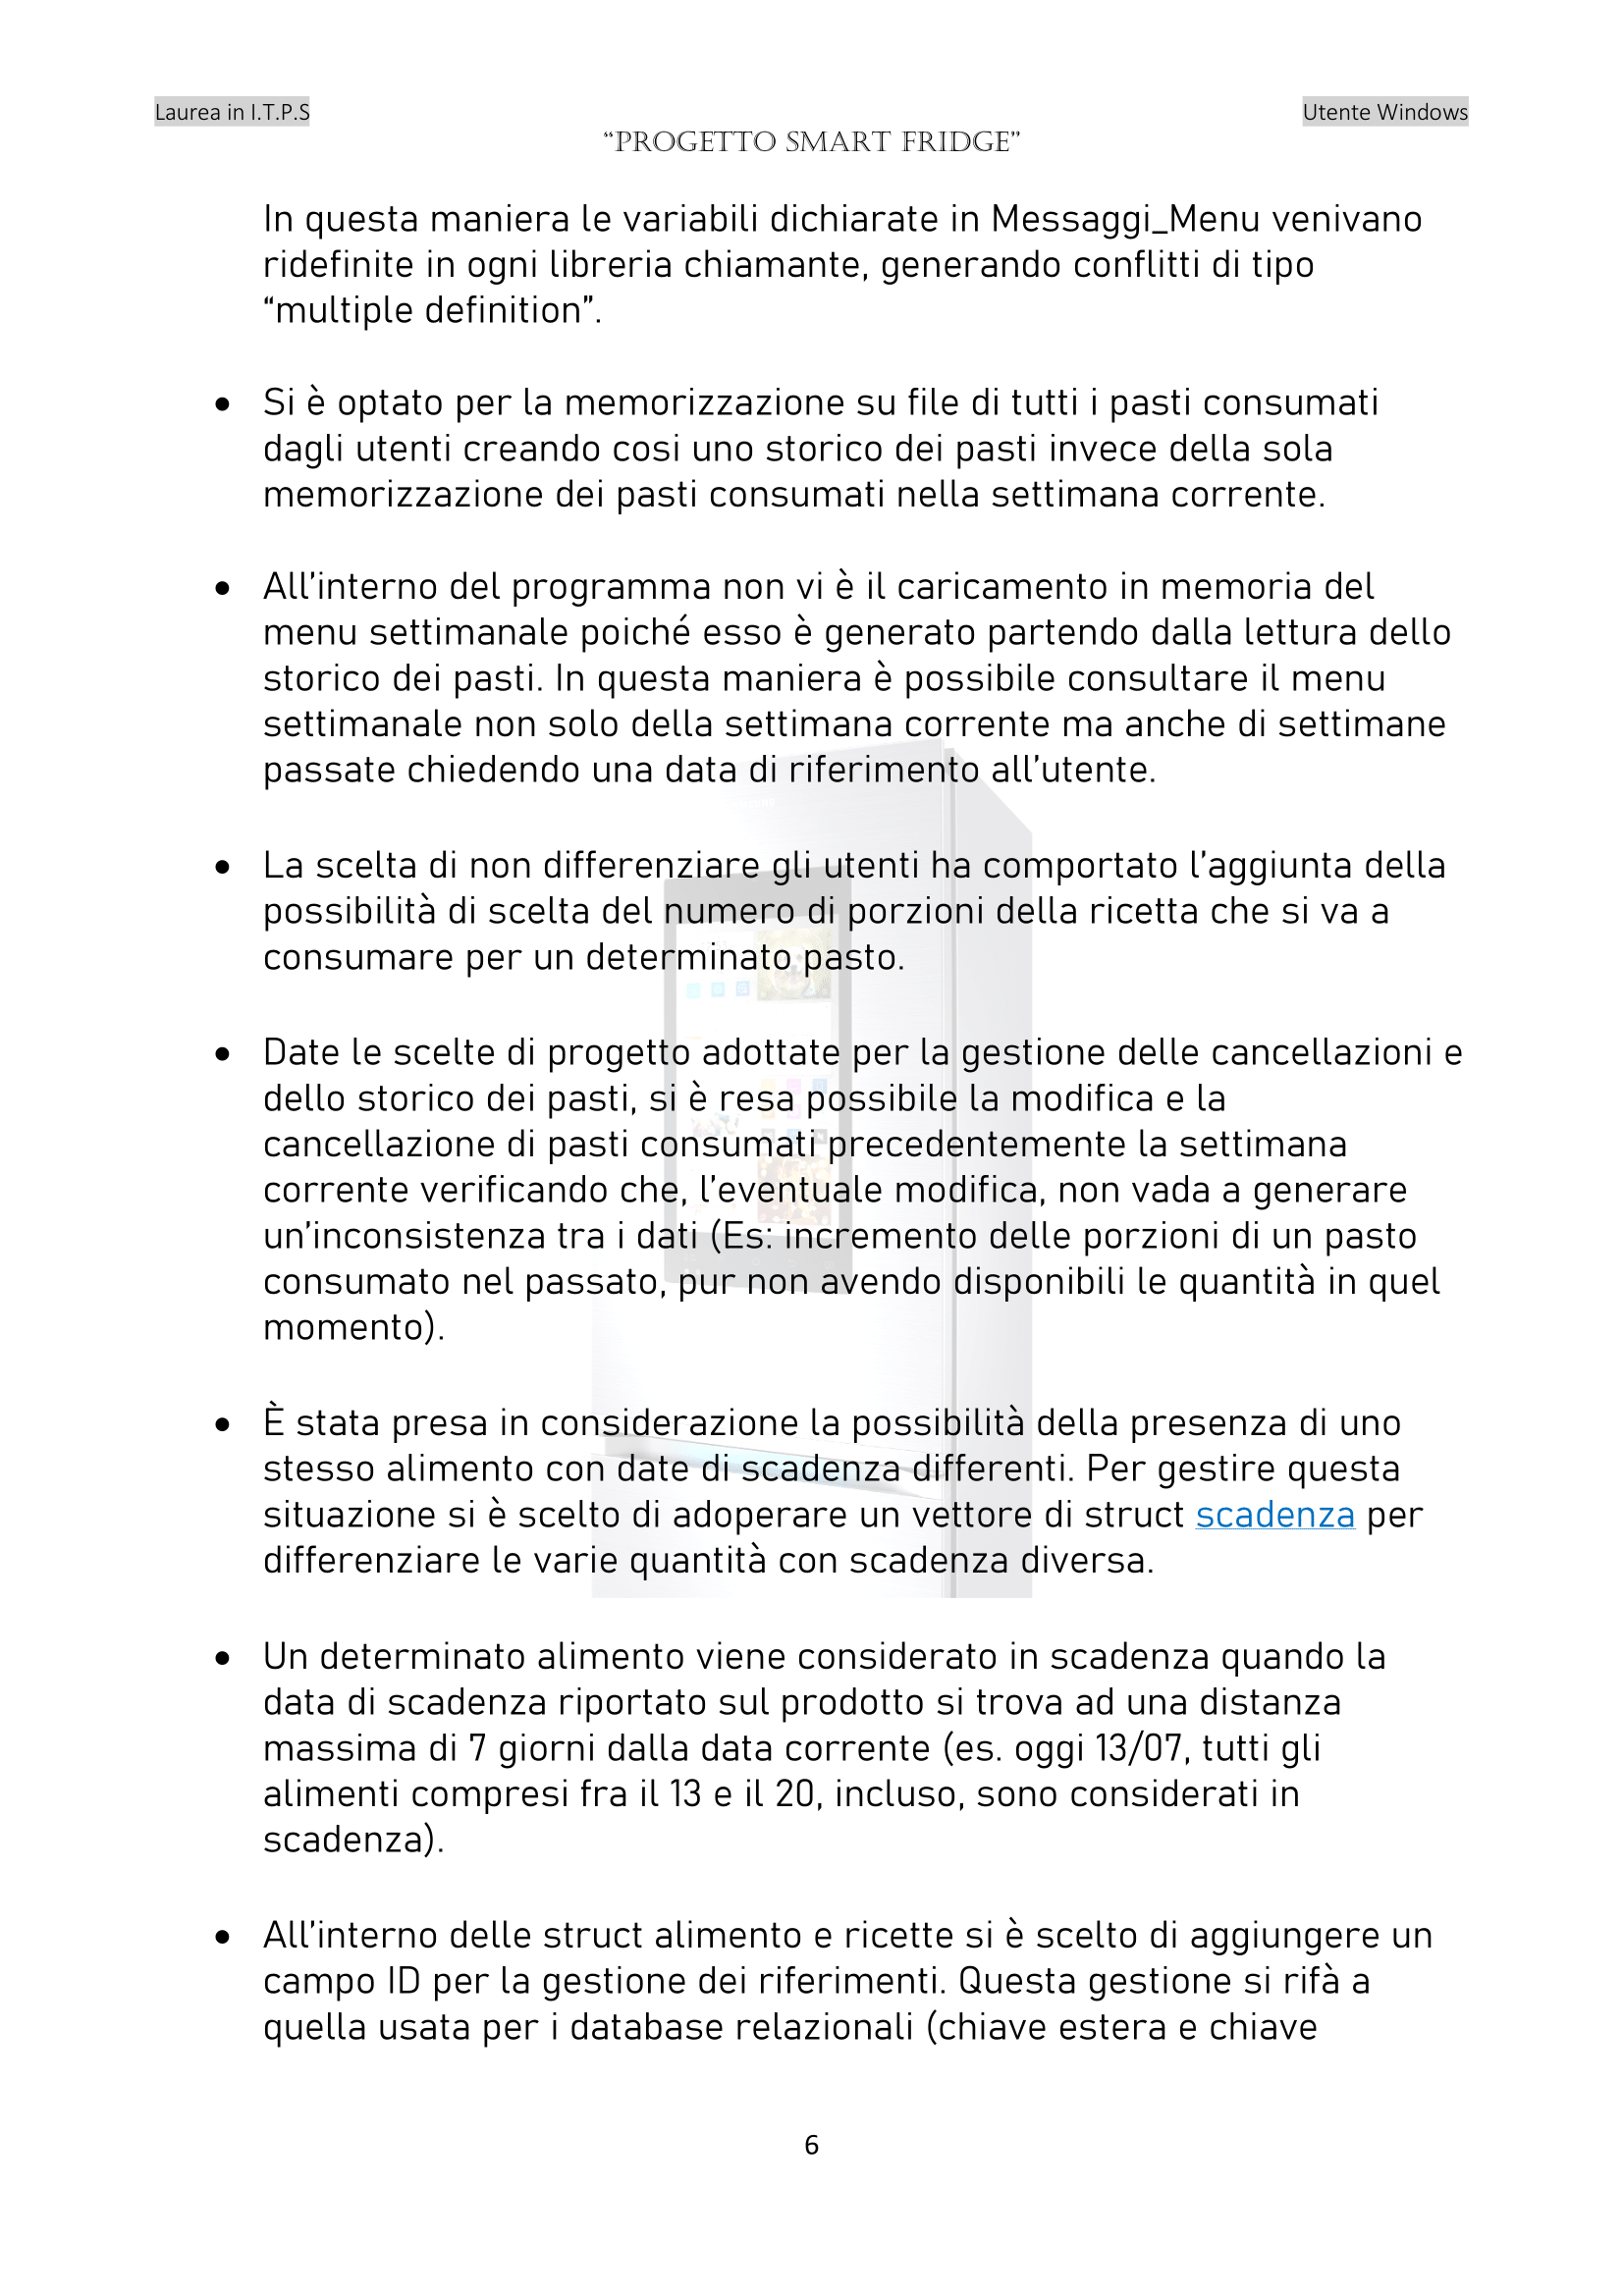 Laurea in I.T.P.S
Utente Windows
“PROGETTO SMART FRIDGE”
In questa maniera le variabili dichiarate in Messaggi_Menu venivano
ridefinite in ogni libreria chiamante, generando conflitti di tipo
“multiple definition”.
• Si è optato per la memorizzazione su file di tutti i pasti consumati
dagli utenti creando cosi uno storico dei pasti invece della sola
memorizzazione dei pasti consumati nella settimana corrente.
• All’interno del programma non vi è il caricamento in memoria del
menu settimanale poiché esso è generato partendo dalla lettura dello
storico dei pasti. In questa maniera è possibile consultare il menu
settimanale non solo della settimana corrente ma anche di settimane
passate chiedendo una data di riferimento all’utente.
• La scelta di non differenziare gli utenti ha comportato l’aggiunta della
possibilità di scelta del numero di porzioni della ricetta che si va a
consumare per un determinato pasto.
• Date le scelte di progetto adottate per la gestione delle cancellazioni e
dello storico dei pasti, si è resa possibile la modifica e la
cancellazione di pasti consumati precedentemente la settimana
corrente verificando che, l’eventuale modifica, non vada a generare
un’inconsistenza tra i dati (Es: incremento delle porzioni di un pasto
consumato nel passato, pur non avendo disponibili le quantità in quel
momento).
• È stata presa in considerazione la possibilità della presenza di uno
stesso alimento con date di scadenza differenti. Per gestire questa
situazione si è scelto di adoperare un vettore di struct scadenza per
differenziare le varie quantità con scadenza diversa.
• Un determinato alimento viene considerato in scadenza quando la
data di scadenza riportato sul prodotto si trova ad una distanza
massima di 7 giorni dalla data corrente (es. oggi 13/07, tutti gli
alimenti compresi fra il 13 e il 20, incluso, sono considerati in
scadenza).
• All’interno delle struct alimento e ricette si è scelto di aggiungere un
campo ID per la gestione dei riferimenti. Questa gestione si rifà a
quella usata per i database relazionali (chiave estera e chiave
6